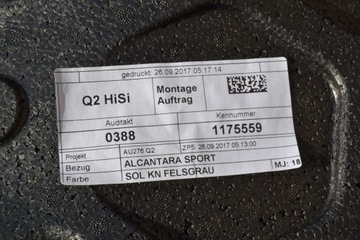 gedruckt: 26.09.2017 05:17:14
Q2 HiSi
Montage
Auftrag
Auditakt
Kennummer
0388
1175559
Projekt
AU276 Q2
ZP5: 26.09.2017 05:13:00
Bezug
ALCANTARA SPORT
MJ: 18
Farbe
SOL KN FELSGRAU